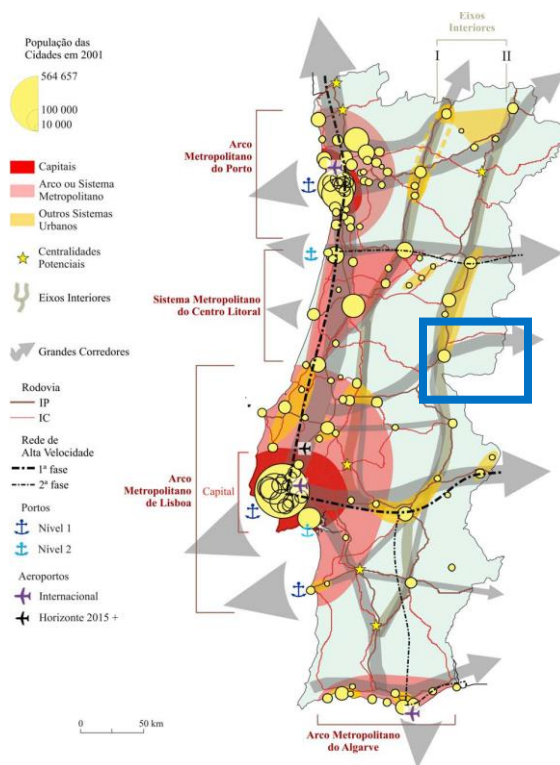 População das
Cidades em 2001
564 657
100 000
10 000
Capitais
Arco ou Sistema
Metropolitano
Outros Sistemas
Urbanos
Centralidades
Potenciais
Eixos Interiores
Grandes Corredores
Rodovia
IP
IC
Rede de
Alta Velocidade
1ª fase
2ª fase
Portos
Nível 1
Nível 2
Aeroportos
Internacional
Horizonte 2015 +
0
50 km
Eixos
Interiores
I
II
Arco
Metropolitano
do Porto
1
2
Sistema Metropolitano
do Centro Litoral
Arco
Metropolitano
de Lisboa
Capital
Arco Metropolitano
do Algarve